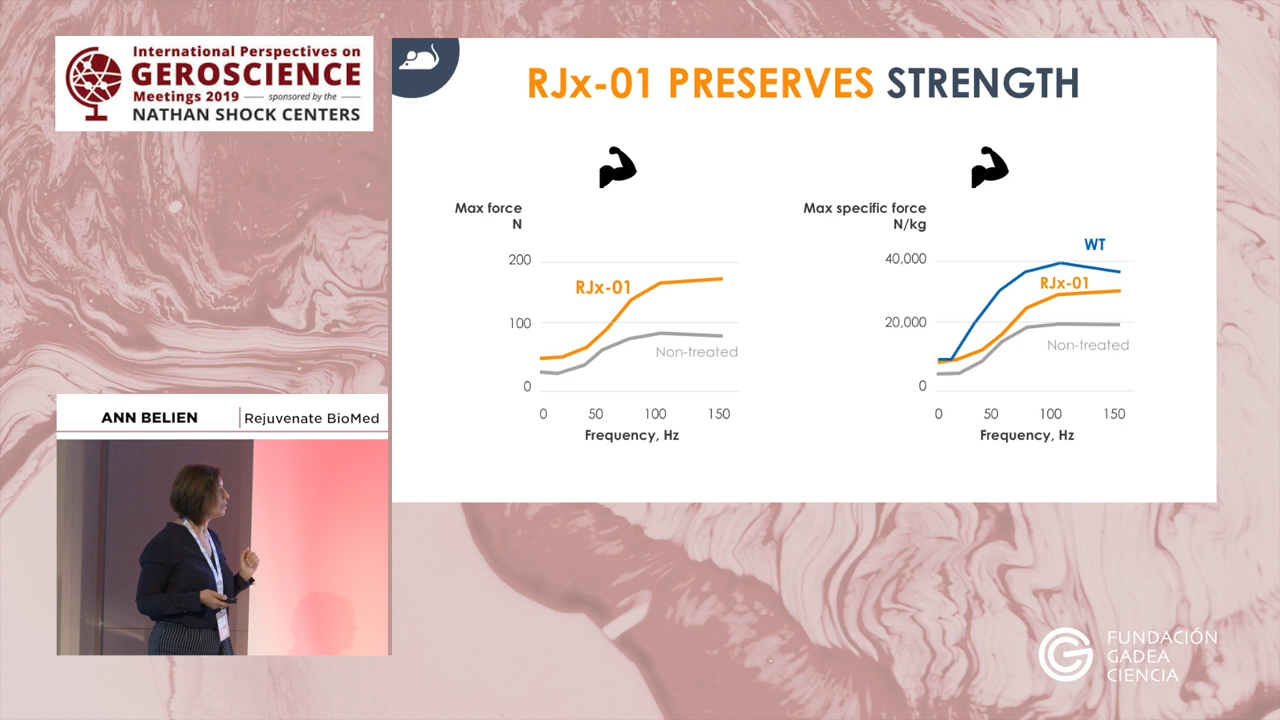 International Perspectives on
GEROSCIENCE
Meetings 2019 — sponsored by the —
NATHAN SHOCK CENTERS
RJx-01 PRESERVES STRENGTH
Max force
N
200
100
0
RJx-01
Non-treated
0 50 100 150
Frequency, Hz
Max specific force
N/kg
40,000
20,000
0
WT
RJx-01
Non-treated
0 50 100 150
Frequency, Hz
ANN BELIEN | Rejuvenate BioMed
FUNDACIÓN
GADEA
CIENCIA